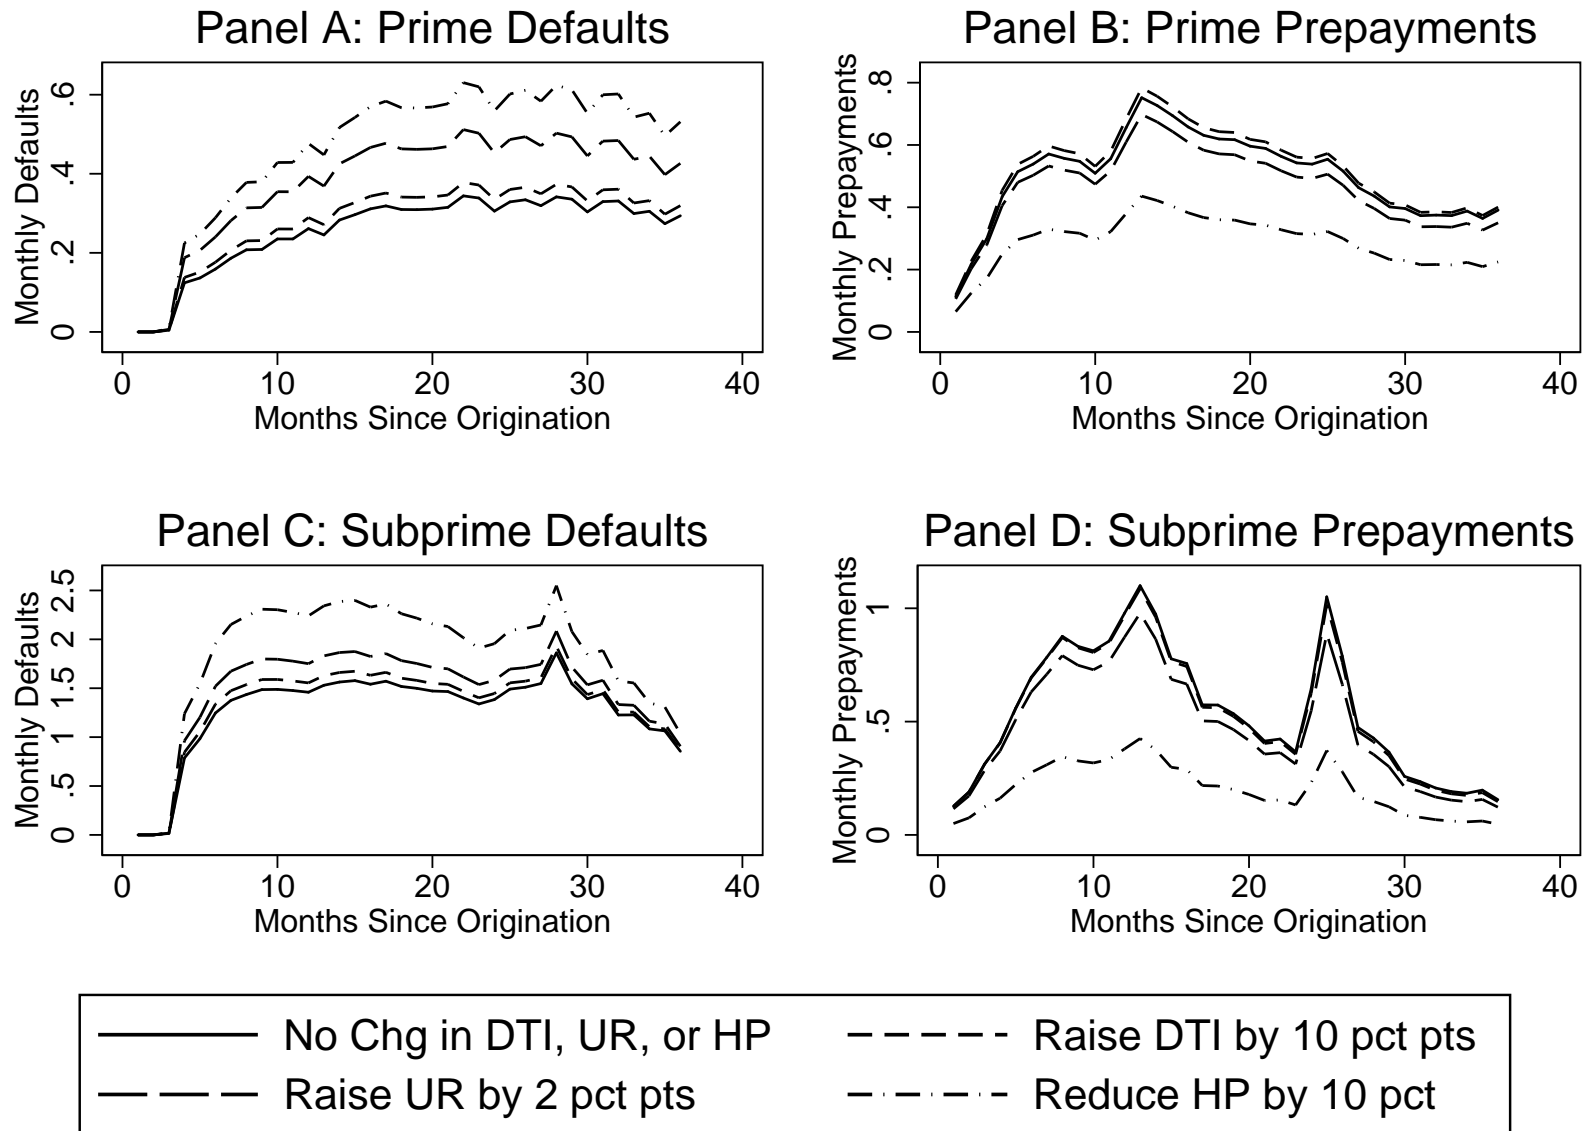 Panel A: Prime Defaults
Monthly Defaults
0 .2 .4 .6
0 10 20 30 40
Months Since Origination
Panel B: Prime Prepayments
Monthly Prepayments
0 .2 .4 .6 .8
0 10 20 30 40
Months Since Origination
Panel C: Subprime Defaults
Monthly Defaults
0 .5 1 1.5 2 2.5
0 10 20 30 40
Months Since Origination
Panel D: Subprime Prepayments
Monthly Prepayments
0 .5 1
0 10 20 30 40
Months Since Origination
No Chg in DTI, UR, or HP
Raise DTI by 10 pct pts
Raise UR by 2 pct pts
Reduce HP by 10 pct